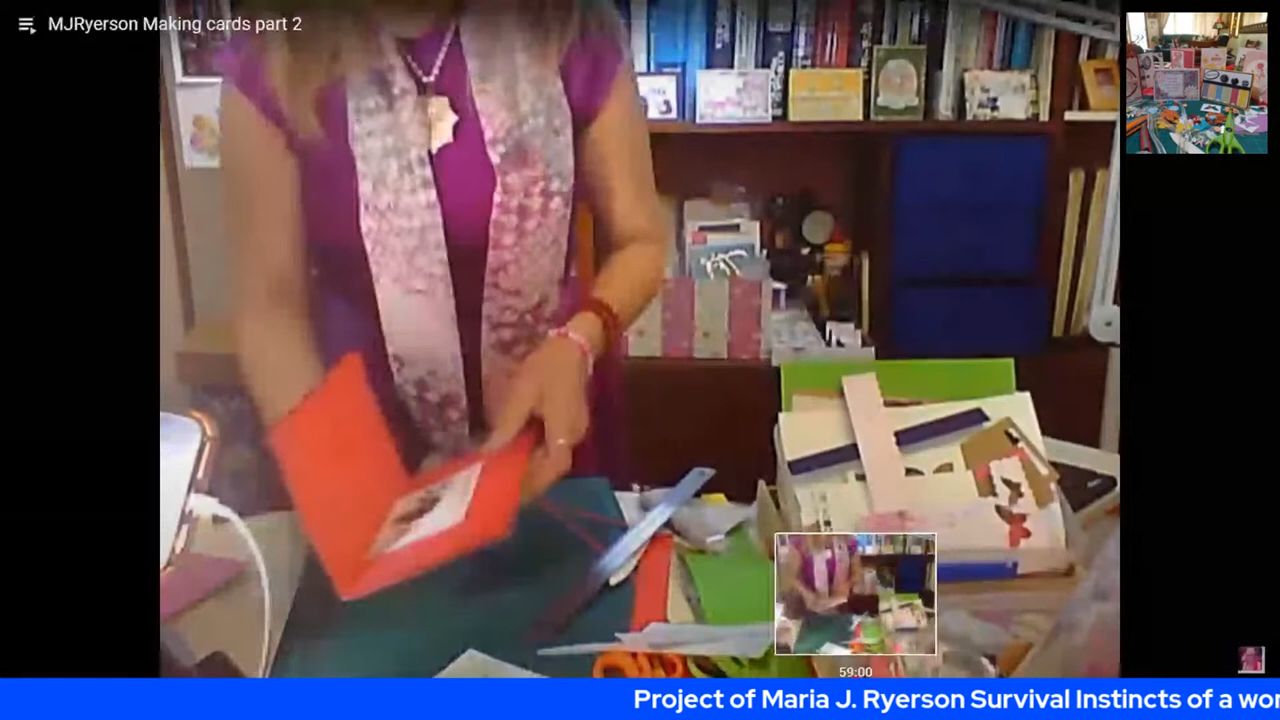 MJRyerson Making cards part 2
59:00
Project of Maria J. Ryerson Survival Instincts of a wor